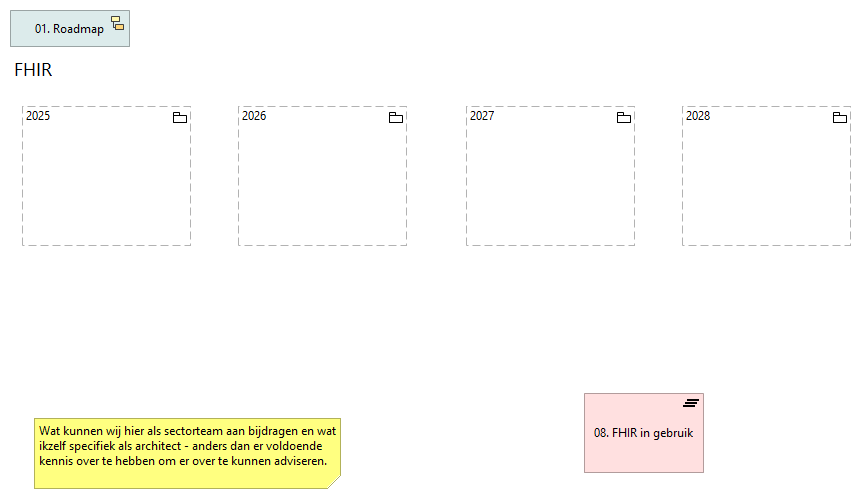 01. Roadmap
FHIR
2025
2026
2027
2028
Wat kunnen wij hier als sectorteam aan bijdragen en wat
ikzelf specifiek als architect - anders dan er voldoende
kennis over te hebben om er over te kunnen adviseren.
08. FHIR in gebruik